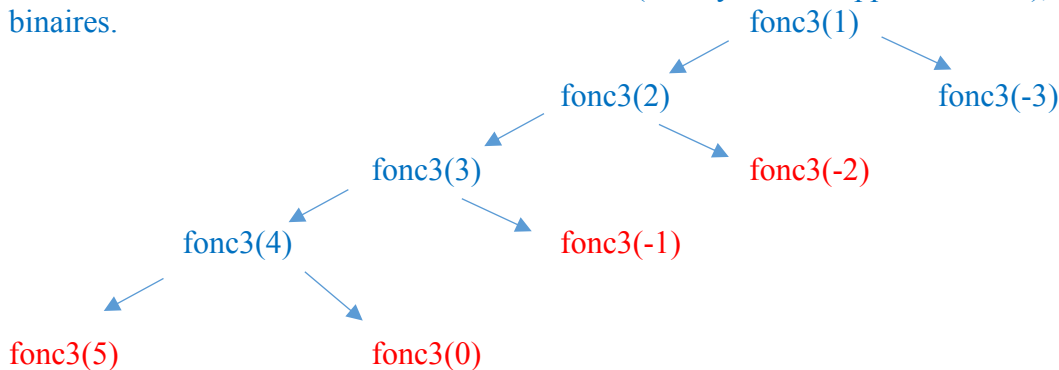 binaires. fonc3(1)
fonc3(2) fonc3(-3)
fonc3(3) fonc3(-2)
fonc3(4) fonc3(-1)
fonc3(5) fonc3(0)